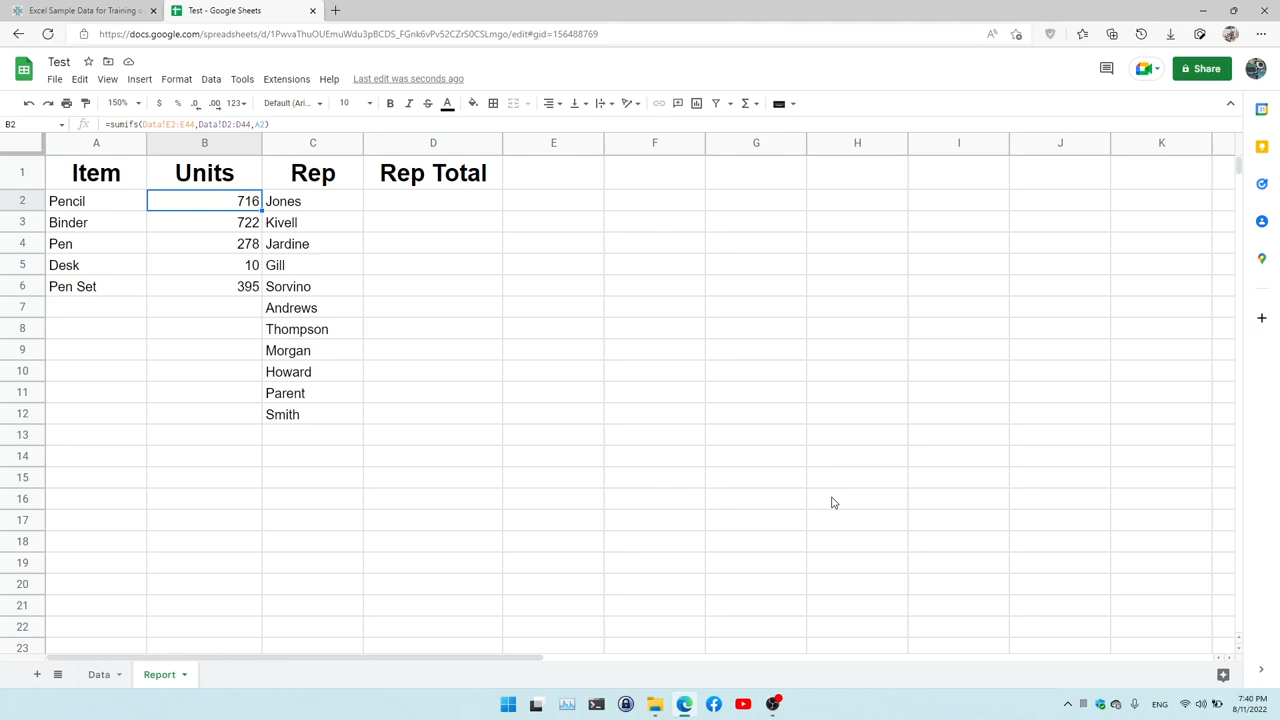 Excel Sample Data for Training
Test - Google Sheets
https://docs.google.com/spreadsheets/d/1PwvaThuOUEmuWdu3pBCDS_FGnk6vPv52CZrS0CSLmgo/edit#gid=156488769
Test
File Edit View Insert Format Data Tools Extensions Help Last edit was seconds ago
Share
150% $ % .0 .00 123 Default (Ari... 10 B I S A
B2 fx =sumifs(Data!E2:E44,Data!D2:D44,A2)
A B C D E F G H I J K
1 Item Units Rep Rep Total
2 Pencil 716 Jones
3 Binder 722 Kivell
4 Pen 278 Jardine
5 Desk 10 Gill
6 Pen Set 395 Sorvino
7 Andrews
8 Thompson
9 Morgan
10 Howard
11 Parent
12 Smith
13
14
15
16
17
18
19
20
21
22
23
Data Report
ENG 7:40 PM
8/11/2022